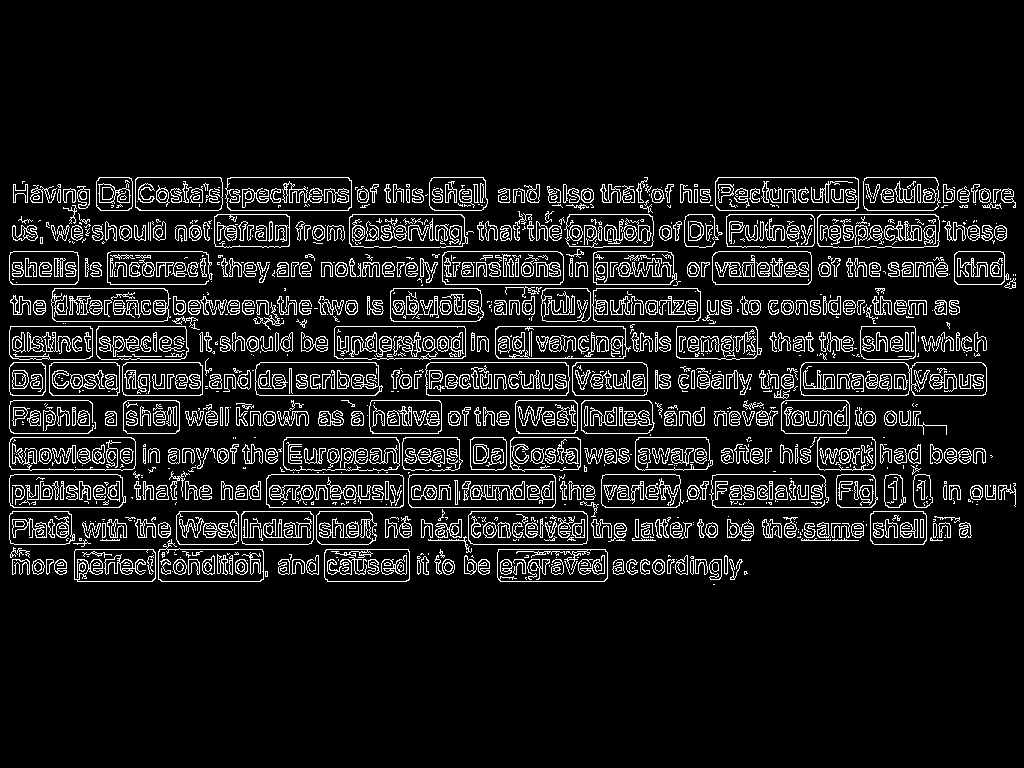 Having Da Costa's specimens of this shell, and also that of his Pectunculus Vetula before
us, we should not refrain from observing, that the opinion of Dr. Pultney respecting these
shells is incorrect; they are not merely transitions in growth, or varieties of the same kind,
the difference between the two is obvious, and fully authorize us to consider them as
distinct species. It should be understood in ad| vancing this remark, that the shell which
Da Costa figures and de|scribes, for Pectunculus Vetula is clearly the Linnaean Venus
Paphia, a shell well known as a native of the West Indies, and never found to our
knowledge in any of the European seas. Da Costa was aware, after his work had been
published, that he had erroneously con|founded the variety of Fasciatus, Fig. 1, 1, in our
Plate, with the West Indian shell; he had conceived the latter to be the same shell in a
more perfect condition, and caused it to be engraved accordingly.